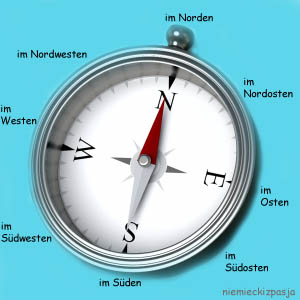 im Norden
im Nordwesten
im
Nordosten
im
Westen
N
W
E
S
im
Osten
im
Südwesten
im
Südosten
im Süden
niemieckizpasja